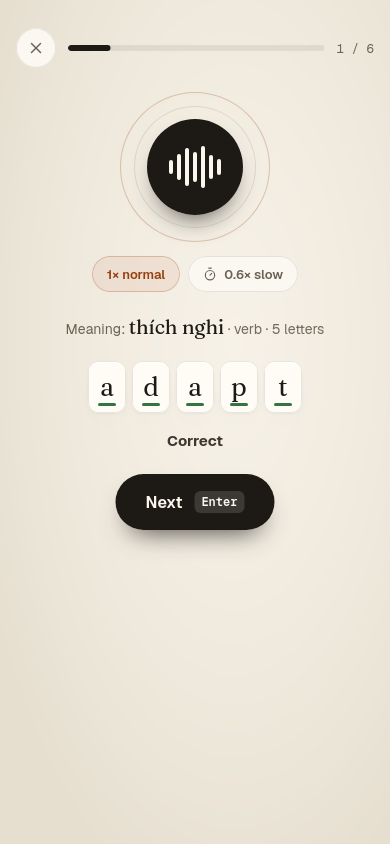 1 / 6
1× normal
0.6× slow
Meaning: thích nghi · verb · 5 letters
a d a p t
Correct
Next Enter